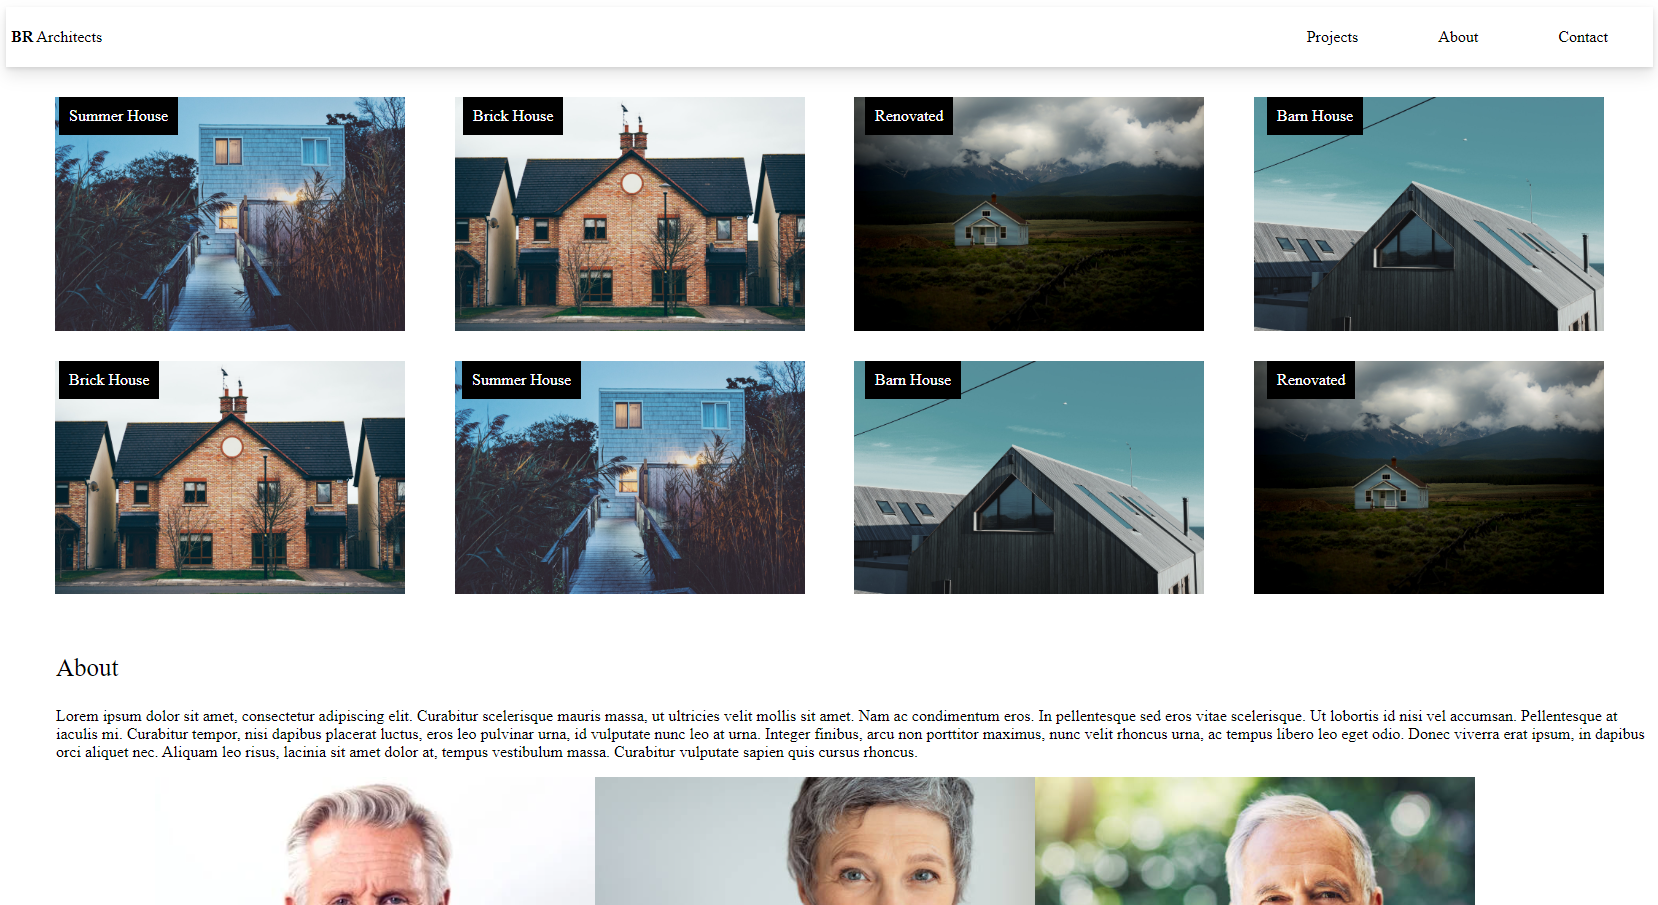 BR Architects
Projects
About
Contact
Summer House
Brick House
Renovated
Barn House
Brick House
Summer House
Barn House
Renovated
About
Lorem ipsum dolor sit amet, consectetur adipiscing elit. Curabitur scelerisque mauris massa, ut ultricies velit mollis sit amet. Nam ac condimentum eros. In pellentesque sed eros vitae scelerisque. Ut lobortis id nisi vel accumsan. Pellentesque at
iaculis mi. Curabitur tempor, nisi dapibus placerat luctus, eros leo pulvinar urna, id vulputate nunc leo at urna. Integer finibus, arcu non porttitor maximus, nunc velit rhoncus urna, ac tempus libero leo eget odio. Donec viverra erat ipsum, in dapibus
orci aliquet nec. Aliquam leo risus, lacinia sit amet dolor at, tempus vestibulum massa. Curabitur vulputate sapien quis cursus rhoncus.